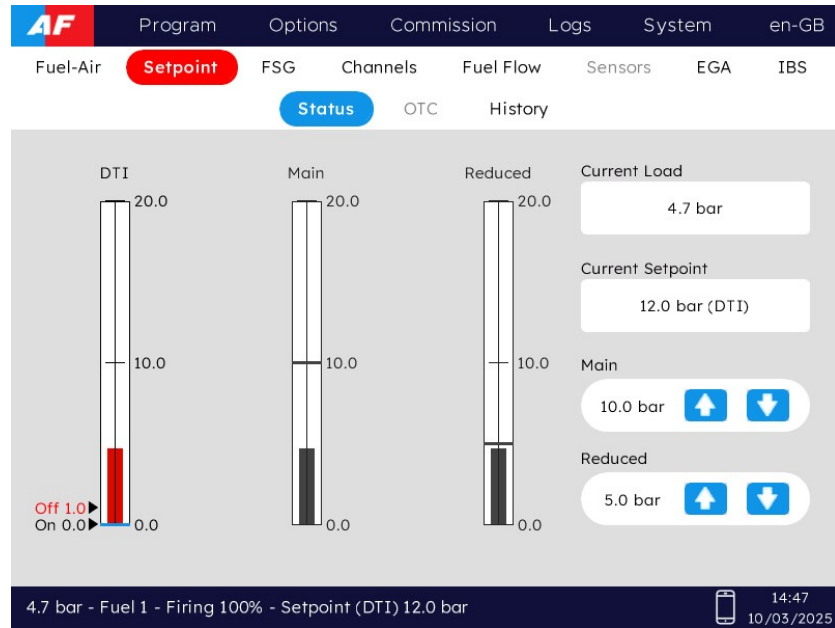 AF Program Options Commission Logs System en-GB
Fuel-Air Setpoint FSG Channels Fuel Flow Sensors EGA IBS
Status OTC History
DTI
20.0
10.0
Off 1.0
On 0.0
0.0
Main
20.0
10.0
0.0
Reduced
20.0
10.0
0.0
Current Load
4.7 bar
Current Setpoint
12.0 bar (DTI)
Main
10.0 bar
Reduced
5.0 bar
4.7 bar - Fuel 1 - Firing 100% - Setpoint (DTI) 12.0 bar
14:47
10/03/2025